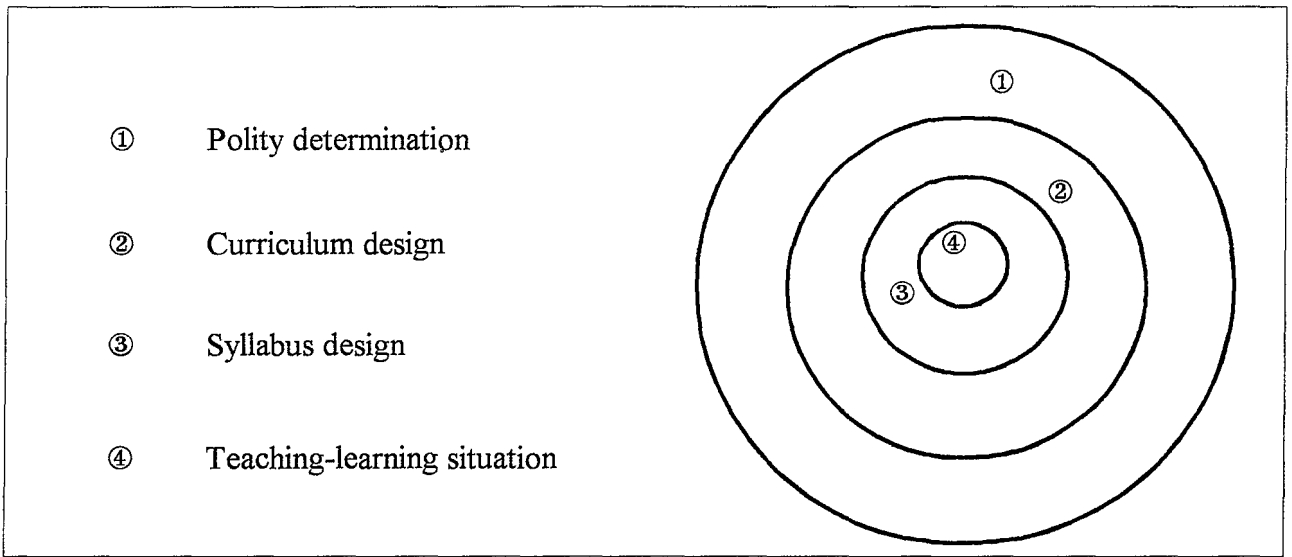 ① Polity determination
② Curriculum design
③ Syllabus design
④ Teaching-learning situation
①
②
④
③